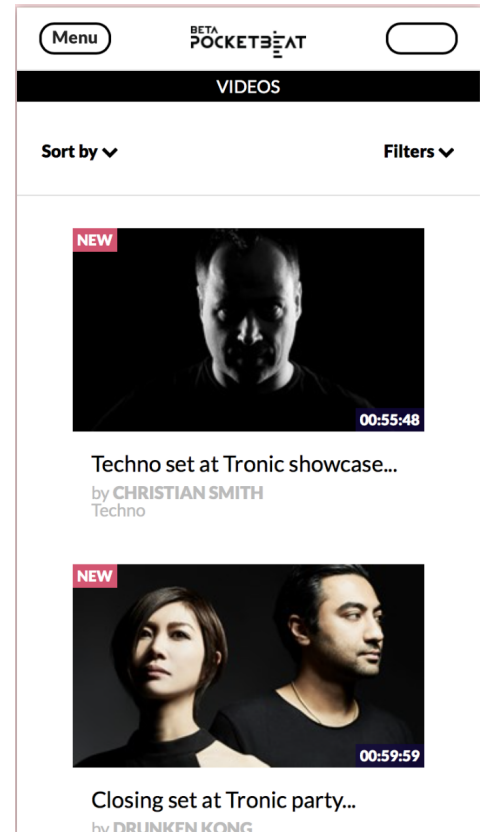 Menu
BETA
POCKETBEAT
VIDEOS
Sort by
Filters
NEW
00:55:48
Techno set at Tronic showcase...
by CHRISTIAN SMITH
Techno
NEW
00:59:59
Closing set at Tronic party...
by DRUNKEN KONG